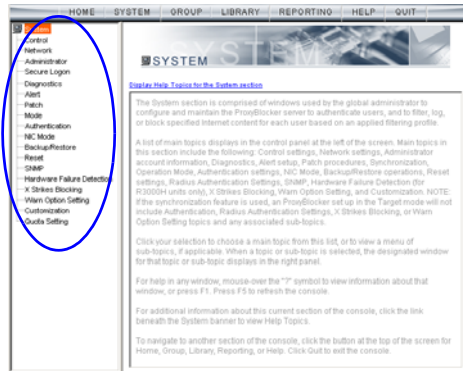 HOME SYSTEM GROUP LIBRARY REPORTING HELP QUIT
System
Control
Network
Administrator
Secure Logon
Diagnostics
Alert
Patch
Mode
Authentication
NIC Mode
Backup/Restore
Reset
SNMP
Hardware Failure Detection
X Strikes Blocking
Warn Option Setting
Customization
Quota Setting
SYSTEM
Display Help Topics for the System section
The System section is comprised of windows used by the global administrator to
configure and maintain the ProxyBlocker server to authenticate users, and to filter, log,
or block specified Internet content for each user based on an applied filtering profile.
A list of main topics displays in the control panel at the left of the screen. Main topics in
this section include the following: Control settings, Network settings, Administrator
account information, Diagnostics, Alert setup, Patch procedures, Synchronization,
Operation Mode, Authentication settings, NIC Mode, Backup/Restore operations, Reset
settings, Radius Authentication Settings, SNMP, Hardware Failure Detection (for
R3000H units only), X Strikes Blocking, Warn Option Setting, and Customization. NOTE:
If the synchronization feature is used, an ProxyBlocker set up in the Target mode will not
include Authentication, Radius Authentication Settings, X Strikes Blocking, or Warn
Option Setting topics and any associated sub-topics.
Click your selection to choose a main topic from this list, or to view a menu of
sub-topics, if applicable. When a topic or sub-topic is selected, the designated window
for that topic or sub-topic displays in the right panel.
For help in any window, mouse-over the "?" symbol to view information about that
window, or press F1. Press F5 to refresh the console.
For additional information about this current section of the console, click the link
beneath the System banner to view Help Topics.
To navigate to another section of the console, click the button at the top of the screen for
Home, Group, Library, Reporting, or Help. Click Quit to exit the console.